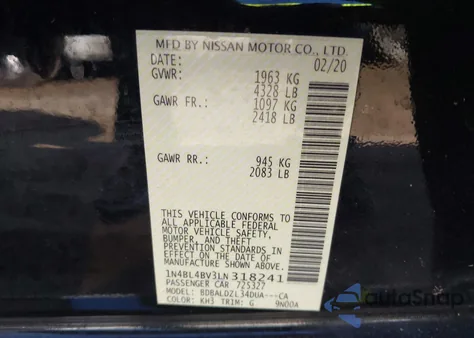 MFD BY NISSAN MOTOR CO., LTD.
DATE: 02/20
GVWR: 1963 KG
4328 LB
GAWR FR.: 1097 KG
2418 LB
GAWR RR.: 945 KG
2083 LB
THIS VEHICLE CONFORMS TO
ALL APPLICABLE FEDERAL
MOTOR VEHICLE SAFETY,
BUMPER, AND THEFT
PREVENTION STANDARDS IN
EFFECT ON THE DATE OF
MANUFACTURE SHOWN ABOVE.
1N4BL4BV3LN318241
PASSENGER CAR 725327
MODEL: BDBALDZL34DUA---CA
COLOR: KH3 TRIM: G 9N00A
AutoSnap